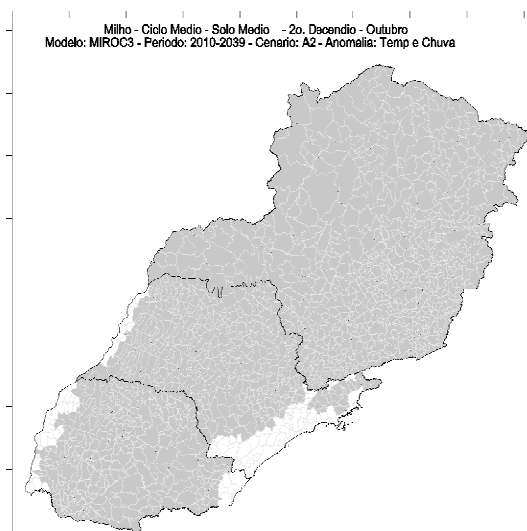 Milho - Ciclo Medio - Solo Medio - 2o. Decendio - Outubro
Modelo: MIROC3 - Periodo: 2010-2039 - Cenario: A2 - Anomalia: Temp e Chuva